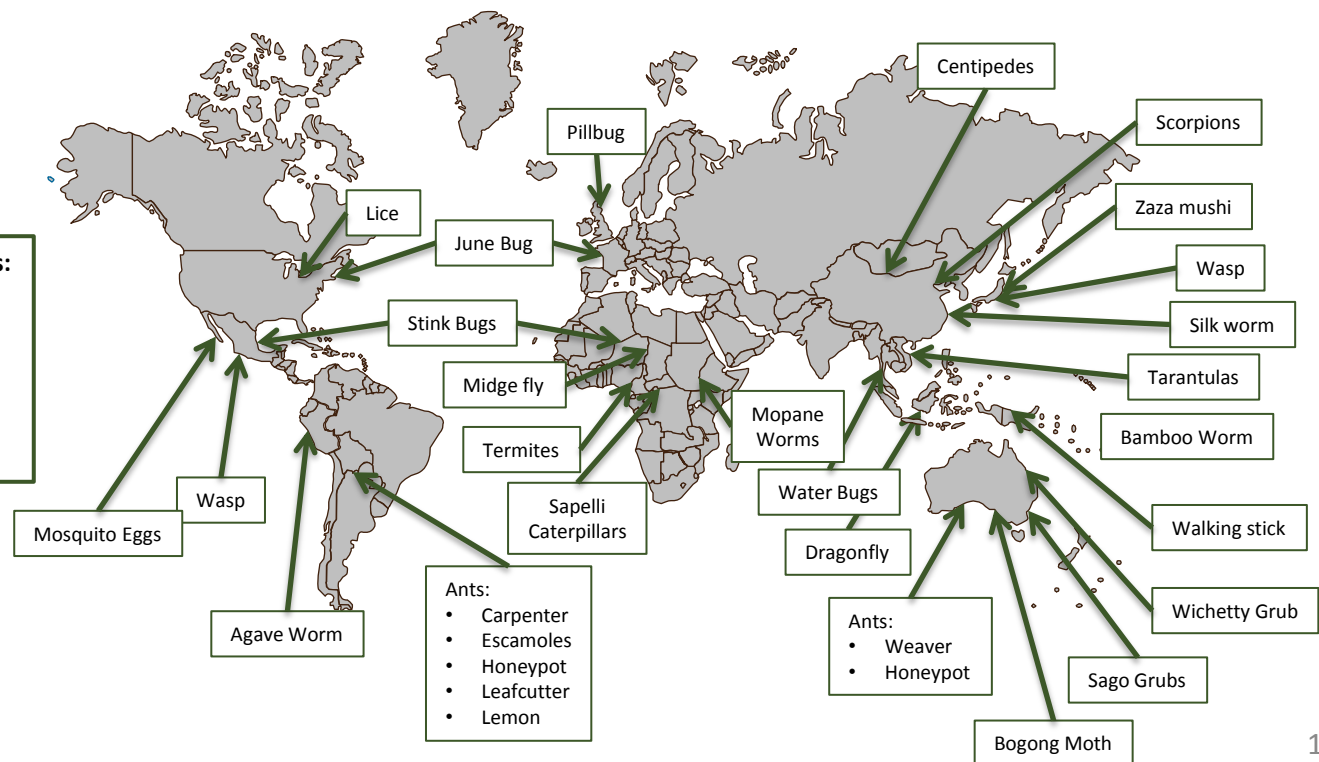 Centipedes
Scorpions
Pillbug
Zaza mushi
Lice
June Bug
s:
Wasp
Stink Bugs
Silk worm
Midge fly
Tarantulas
Mopane
Worms
Termites
Bamboo Worm
Water Bugs
Wasp
Sapelli
Caterpillars
Mosquito Eggs
Walking stick
Dragonfly
Ants:
• Carpenter
• Escamoles
• Honeypot
• Leafcutter
• Lemon
Agave Worm
Ants:
• Weaver
• Honeypot
Wichetty Grub
Sago Grubs
Bogong Moth
1